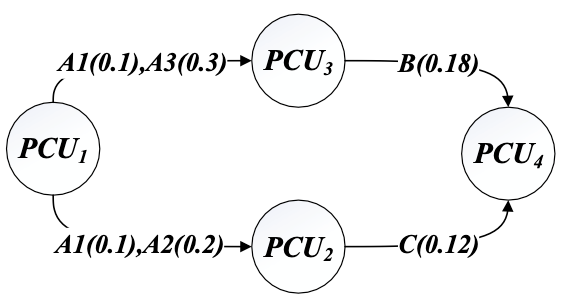 A1(0.1),A3(0.3)
PCU3
B(0.18)
PCU1
PCU4
A1(0.1),A2(0.2)
PCU2
C(0.12)